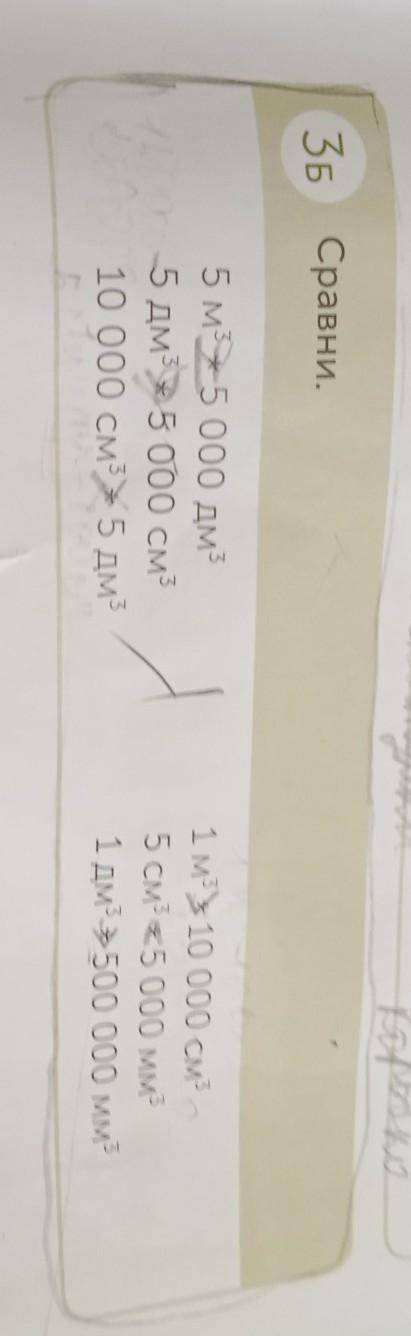 3Б Сравни.
5 м³ * 5 000 дм³
5 дм³ * 5 000 см³
10 000 см³ * 5 дм³
1 м³ > 10 000 см³
5 см³ < 5 000 мм³
1 дм³ > 500 000 мм³